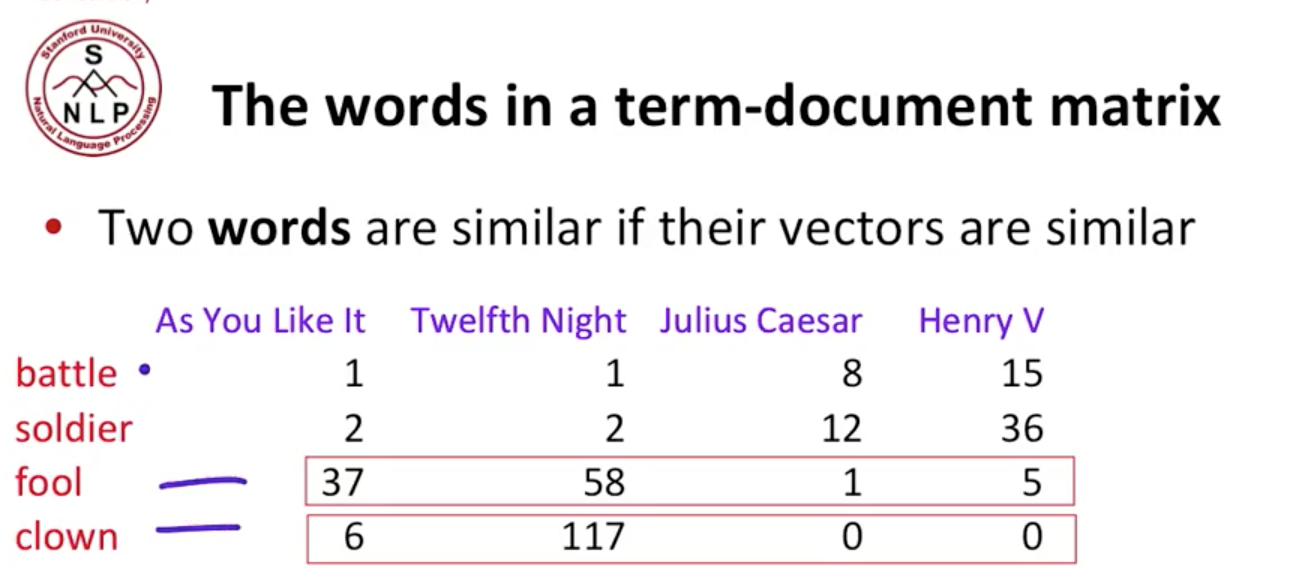 Stanford University
S
NLP
Natural Language Processing
The words in a term-document matrix
• Two words are similar if their vectors are similar
As You Like It Twelfth Night Julius Caesar Henry V
battle 1 1 8 15
soldier 2 2 12 36
fool 37 58 1 5
clown 6 117 0 0